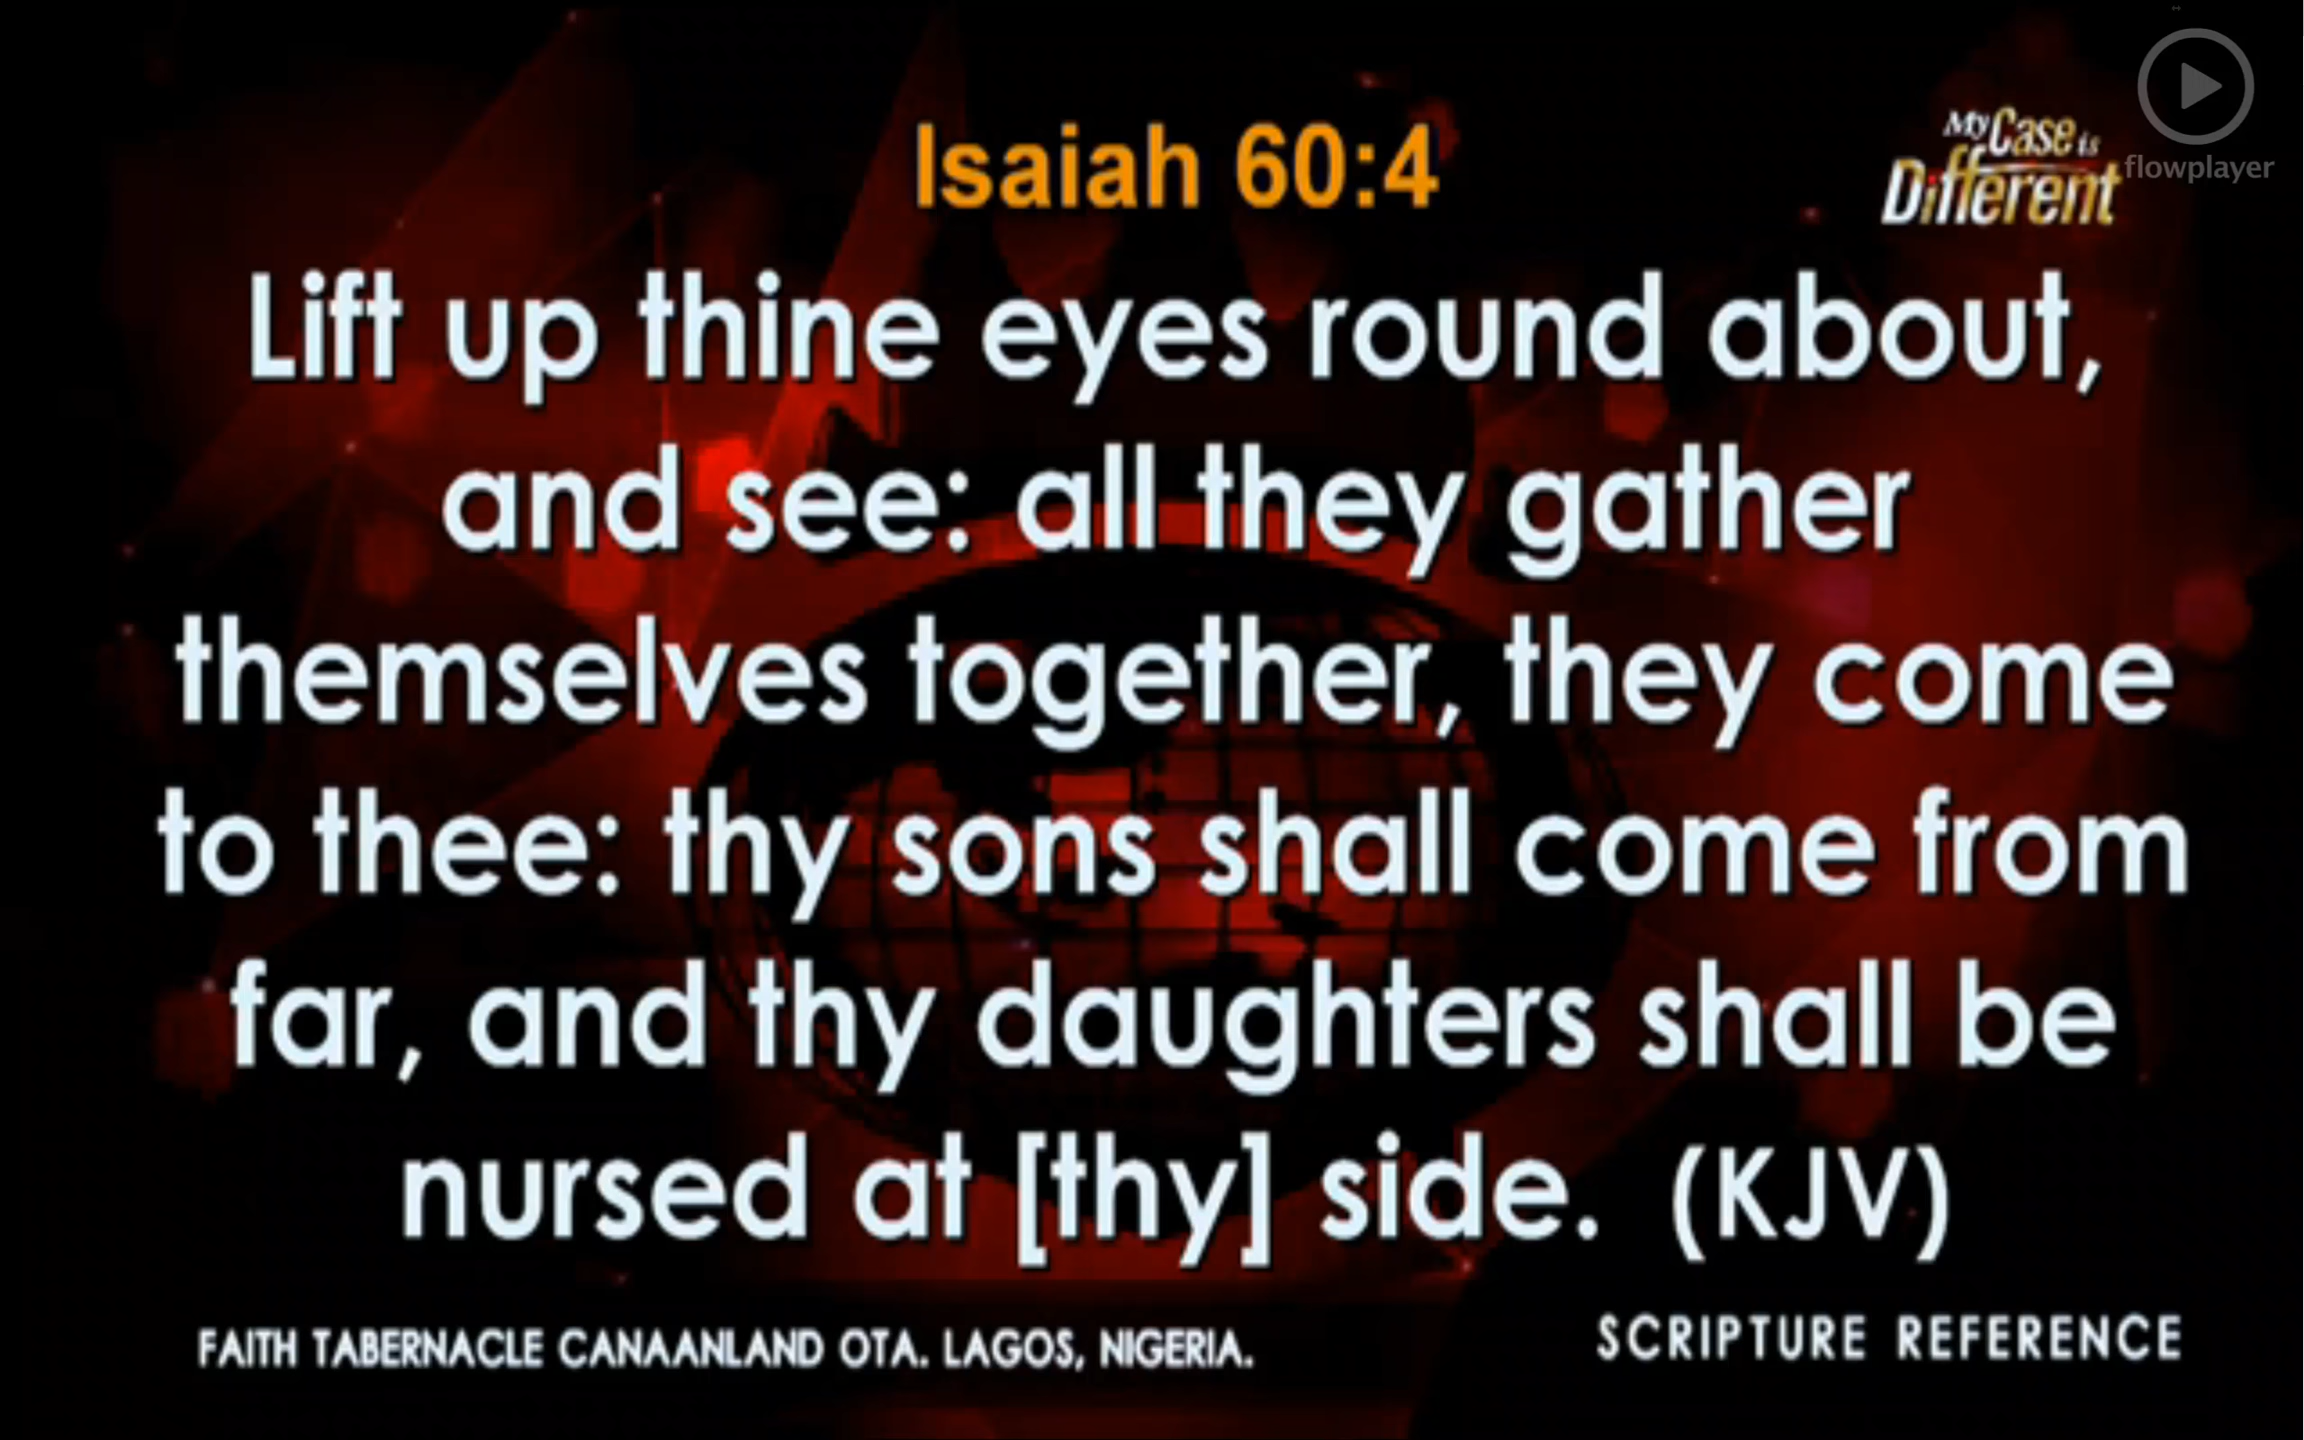 Isaiah 60:4
My Case is
Different
flowplayer
Lift up thine eyes round about,
and see: all they gather
themselves together, they come
to thee: thy sons shall come from
far, and thy daughters shall be
nursed at [thy] side. (KJV)
FAITH TABERNACLE CANAANLAND OTA. LAGOS, NIGERIA.
SCRIPTURE REFERENCE